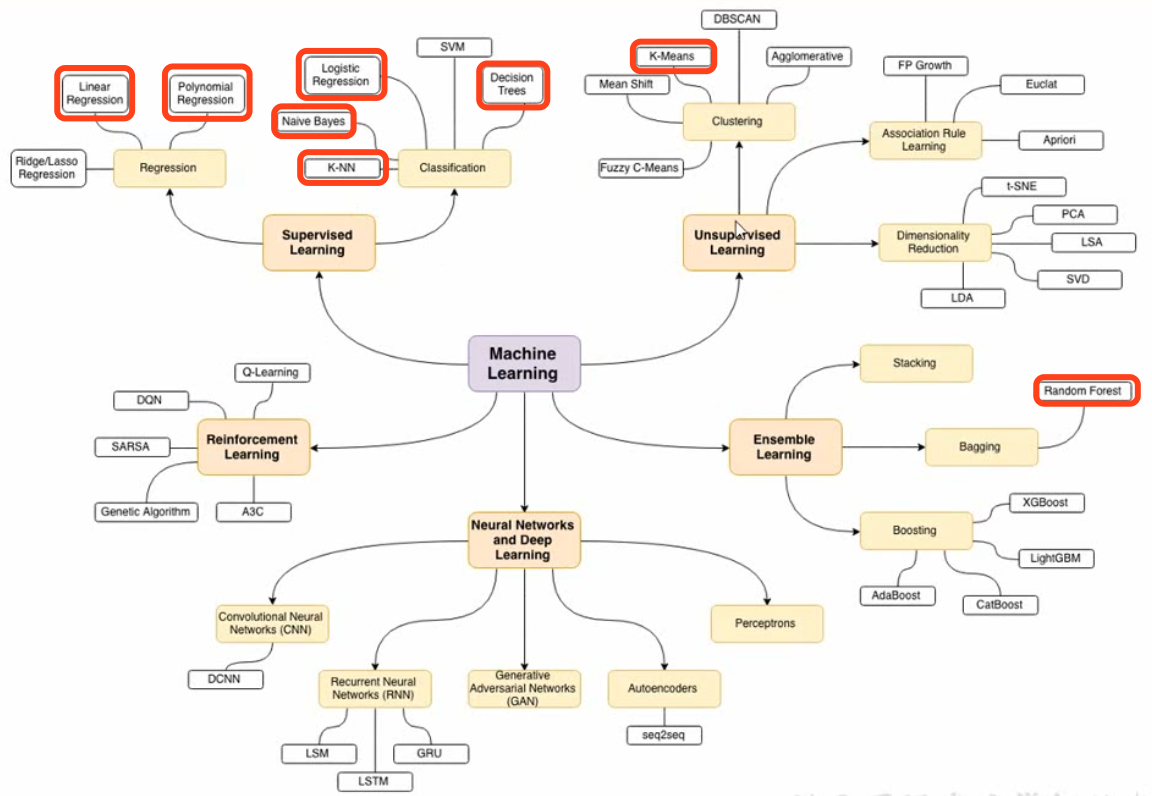 DBSCAN
SVM
K-Means
Agglomerative
Logistic
Regression
FP Growth
Linear
Regression
Polynomial
Regression
Decision
Trees
Mean Shift
Euclat
Naive Bayes
Clustering
Association Rule
Learning
Apriori
Ridge/Lasso
Regression
Regression
K-NN
Classification
Fuzzy C-Means
t-SNE
PCA
Supervised
Learning
Unsupervised
Learning
Dimensionality
Reduction
LSA
SVD
LDA
Machine
Learning
Stacking
Q-Learning
Random Forest
DQN
SARSA
Reinforcement
Learning
Ensemble
Learning
Bagging
Genetic Algorithm
A3C
XGBoost
Neural Networks
and Deep
Learning
Boosting
LightGBM
AdaBoost
CatBoost
Convolutional Neural
Networks (CNN)
Perceptrons
DCNN
Recurrent Neural
Networks (RNN)
Generative
Adversarial Networks
(GAN)
Autoencoders
seq2seq
LSM
GRU
LSTM